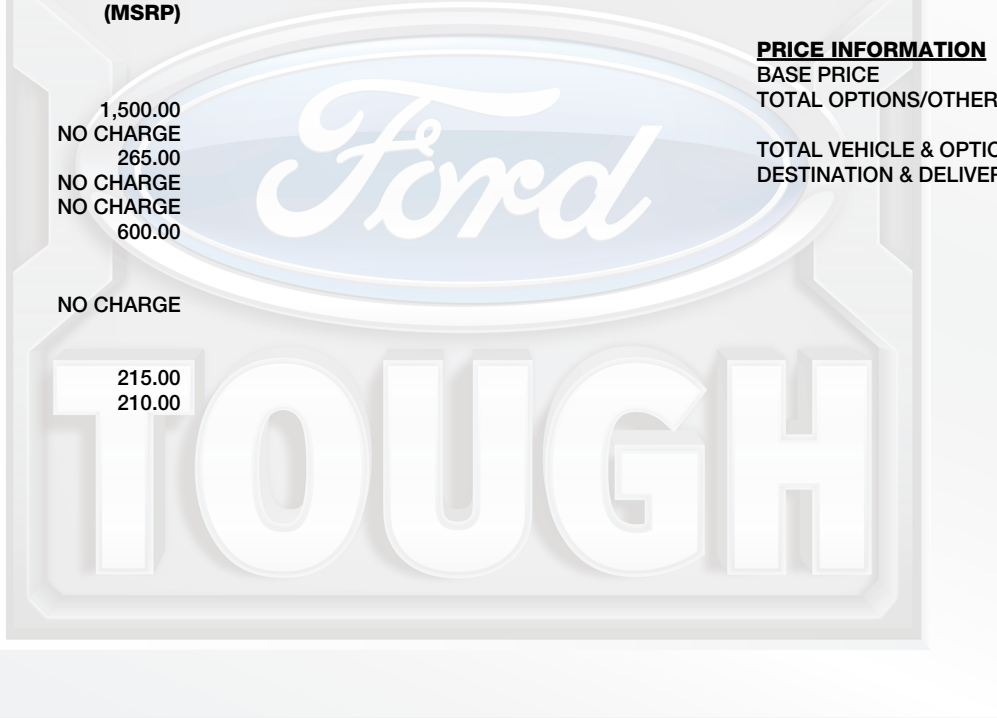 (MSRP)
1,500.00
NO CHARGE
265.00
NO CHARGE
NO CHARGE
600.00
NO CHARGE
215.00
210.00
PRICE INFORMATION
BASE PRICE
TOTAL OPTIONS/OTHER
TOTAL VEHICLE & OPTIO
DESTINATION & DELIVER
Ford
TOUGH